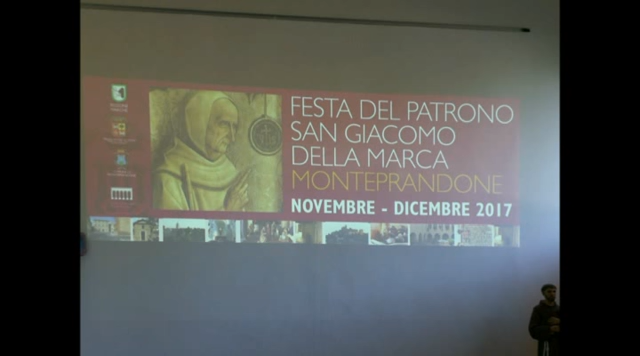 FESTA DEL PATRONO
SAN GIACOMO
DELLA MARCA
MONTEPRANDONE
NOVEMBRE - DICEMBRE 2017